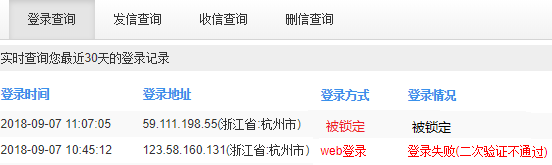 登录查询 发信查询 收信查询 删信查询
实时查询您最近30天的登录记录
登录时间 登录地址 登录方式 登录情况
2018-09-07 11:07:05 59.111.198.55(浙江省:杭州市) 被锁定 被锁定
2018-09-07 10:45:12 123.58.160.131(浙江省:杭州市) web登录 登录失败(二次验证不通过)